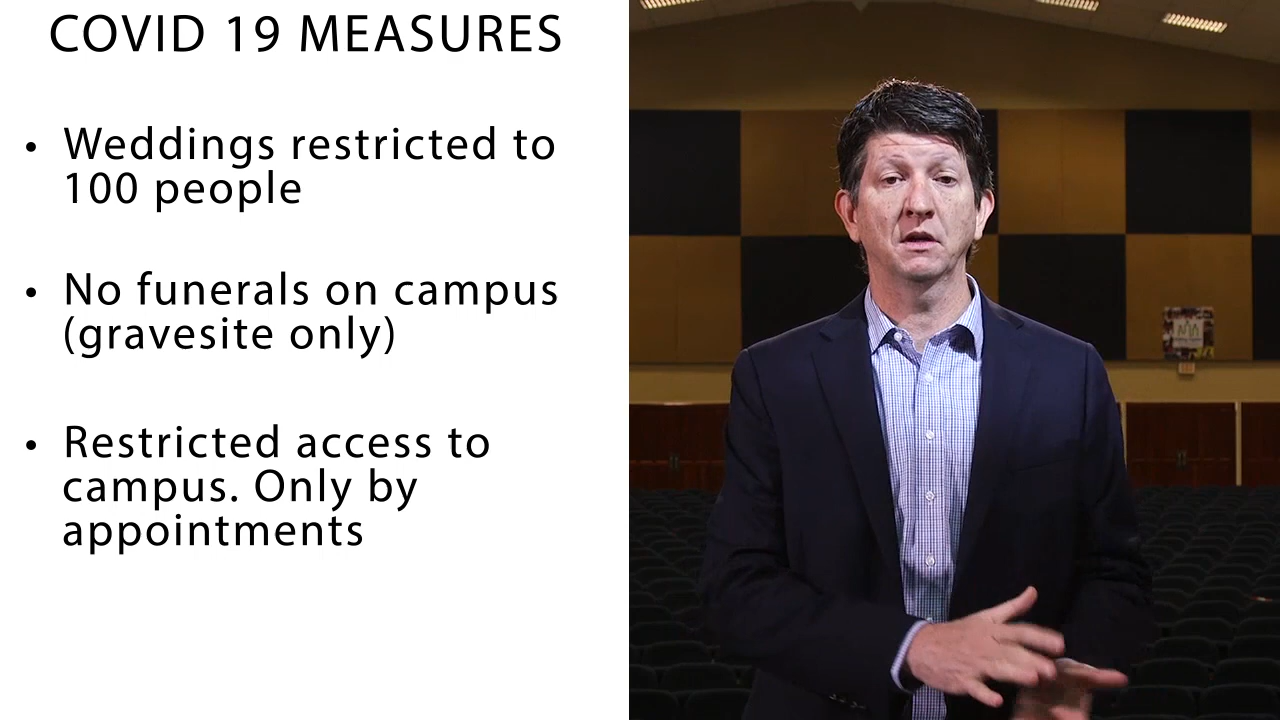 COVID 19 MEASURES
• Weddings restricted to
100 people
• No funerals on campus
(gravesite only)
• Restricted access to
campus. Only by
appointments